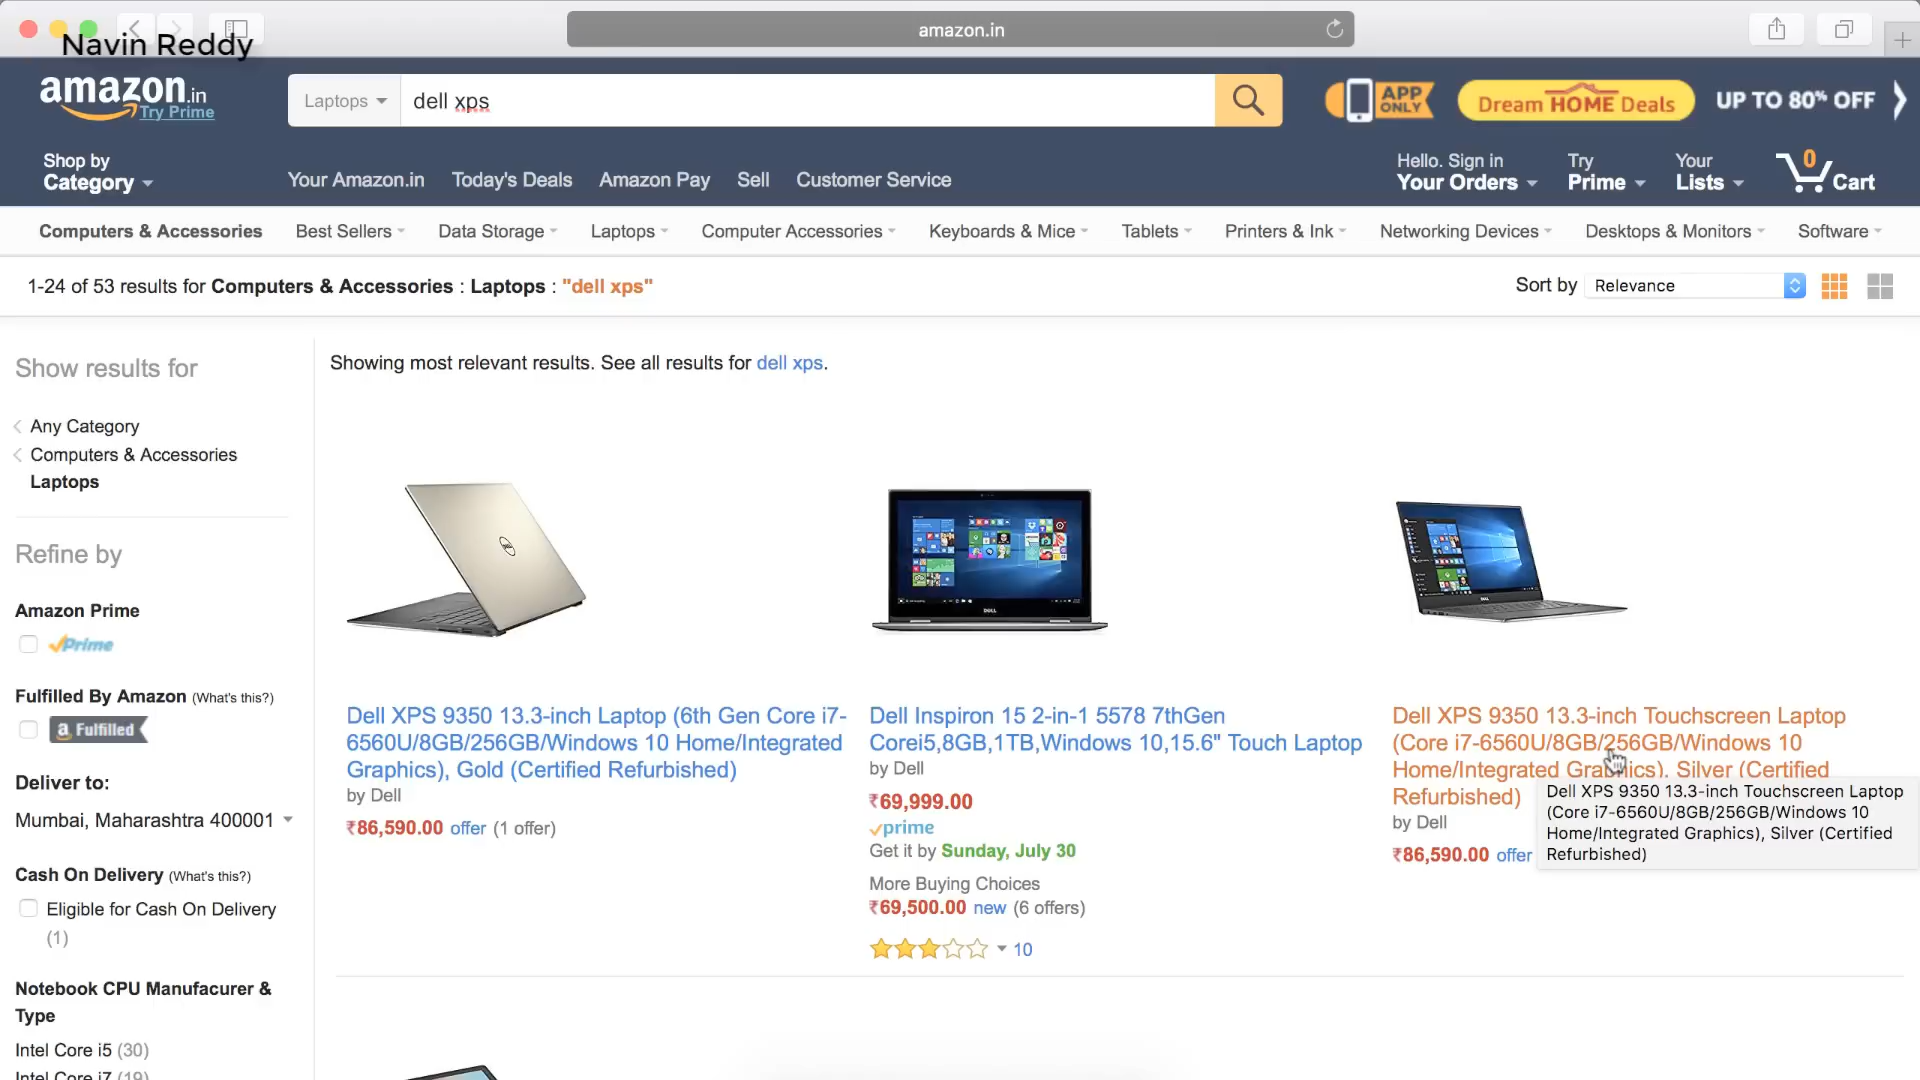 amazon.in
Navin Reddy
amazon.in
Try Prime
Laptops
dell xps
APP ONLY
Dream HOME Deals
UP TO 80% OFF
Shop by
Category
Your Amazon.in
Today's Deals
Amazon Pay
Sell
Customer Service
Hello. Sign in
Your Orders
Try
Prime
Your
Lists
0
Cart
Computers & Accessories
Best Sellers
Data Storage
Laptops
Computer Accessories
Keyboards & Mice
Tablets
Printers & Ink
Networking Devices
Desktops & Monitors
Software
1-24 of 53 results for Computers & Accessories : Laptops : "dell xps"
Sort by
Relevance
Show results for
Any Category
Computers & Accessories
Laptops
Refine by
Amazon Prime
Prime
Fulfilled By Amazon (What's this?)
a Fulfilled
Deliver to:
Mumbai, Maharashtra 400001
Cash On Delivery (What's this?)
Eligible for Cash On Delivery
(1)
Notebook CPU Manufacurer &
Type
Intel Core i5 (30)
Intel Core i7 (19)
Showing most relevant results. See all results for dell xps.
Dell XPS 9350 13.3-inch Laptop (6th Gen Core i7-
6560U/8GB/256GB/Windows 10 Home/Integrated
Graphics), Gold (Certified Refurbished)
by Dell
₹86,590.00 offer (1 offer)
DELL
Dell Inspiron 15 2-in-1 5578 7thGen
Corei5,8GB,1TB,Windows 10,15.6" Touch Laptop
by Dell
₹69,999.00
prime
Get it by Sunday, July 30
More Buying Choices
₹69,500.00 new (6 offers)
10
DELL
Dell XPS 9350 13.3-inch Touchscreen Laptop
(Core i7-6560U/8GB/256GB/Windows 10
Home/Integrated Graphics), Silver (Certified
Refurbished)
by Dell
₹86,590.00 offer
Dell XPS 9350 13.3-inch Touchscreen Laptop
(Core i7-6560U/8GB/256GB/Windows 10
Home/Integrated Graphics), Silver (Certified
Refurbished)